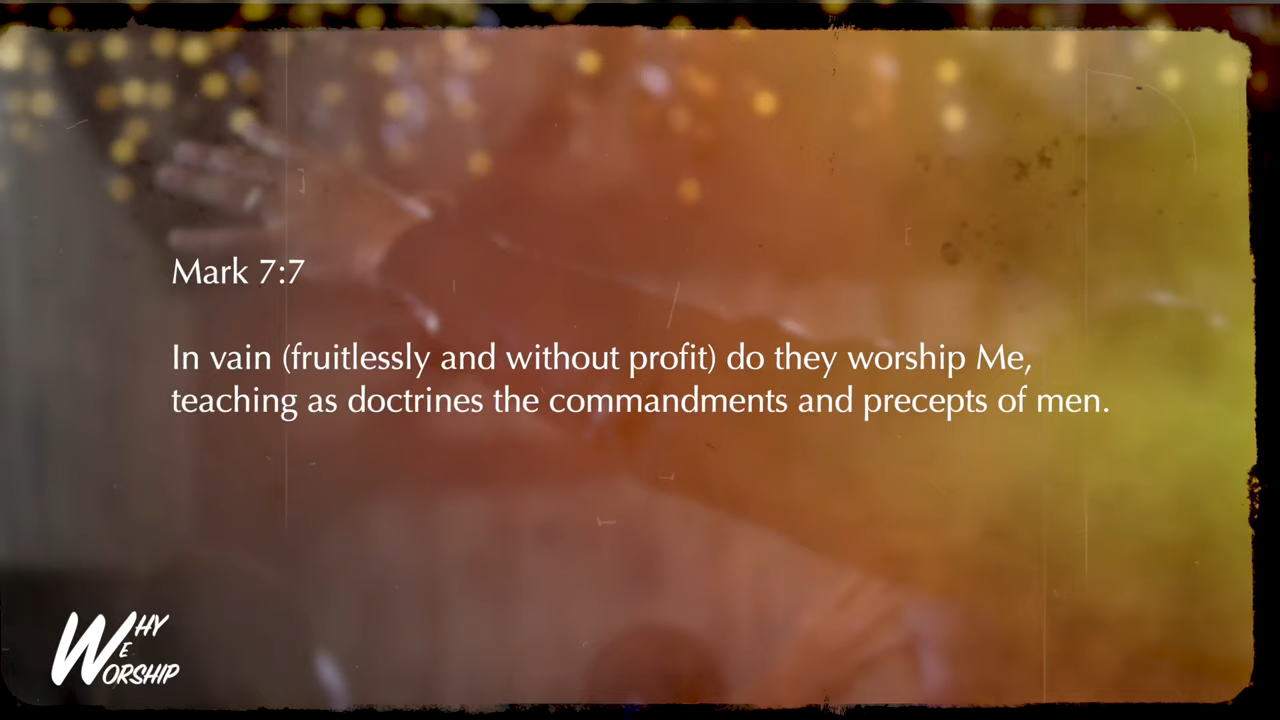 Mark 7:7
In vain (fruitlessly and without profit) do they worship Me,
teaching as doctrines the commandments and precepts of men.
WHY
WE
WORSHIP